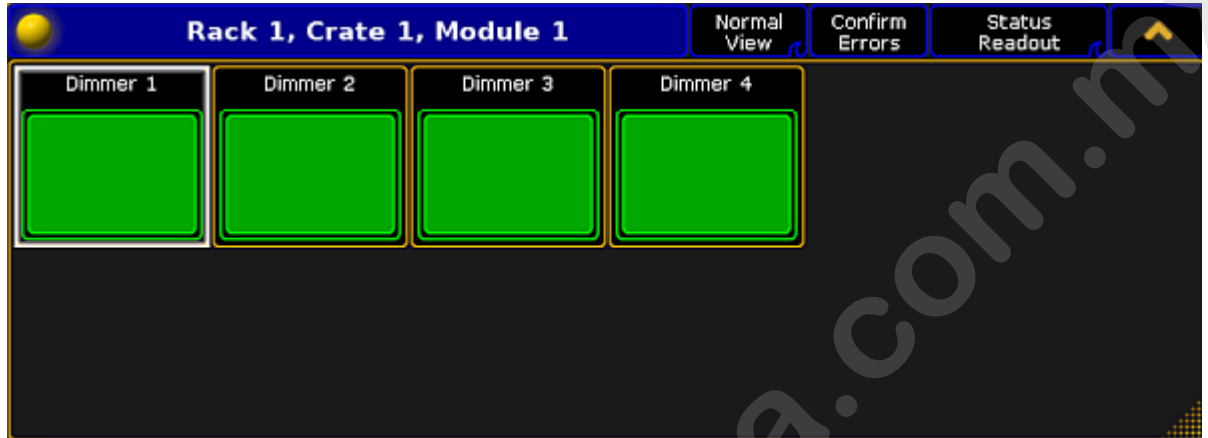 Rack 1, Crate 1, Module 1
Normal
View
Confirm
Errors
Status
Readout
Dimmer 1
Dimmer 2
Dimmer 3
Dimmer 4
a.com.m